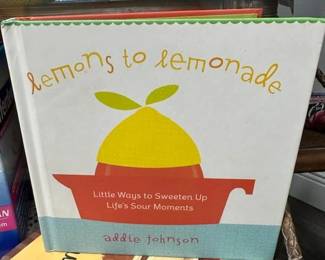 lemons to lemonade
Little Ways to Sweeten Up
Life's Sour Moments
addie johnson